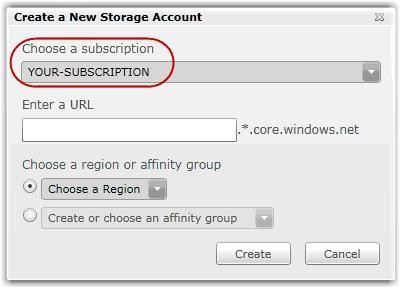 Create a New Storage Account
Choose a subscription
YOUR-SUBSCRIPTION
Enter a URL
.*.core.windows.net
Choose a region or affinity group
Choose a Region
Create or choose an affinity group
Create Cancel